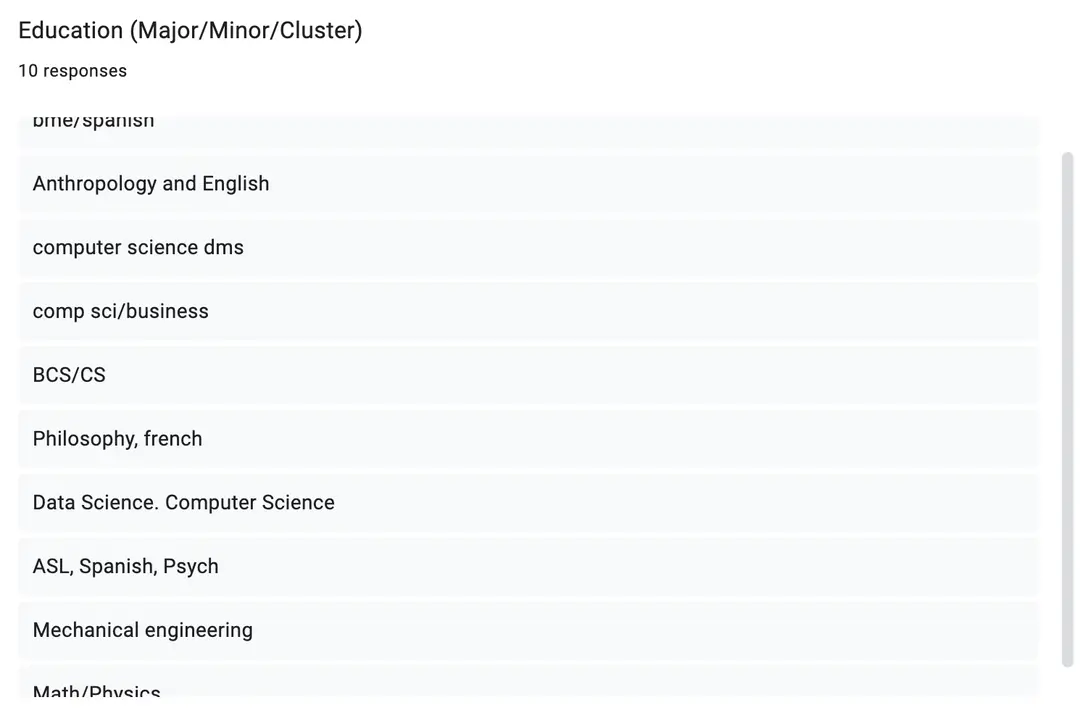 Education (Major/Minor/Cluster)
10 responses
bme/spanish
Anthropology and English
computer science dms
comp sci/business
BCS/CS
Philosophy, french
Data Science. Computer Science
ASL, Spanish, Psych
Mechanical engineering
Math/Physics